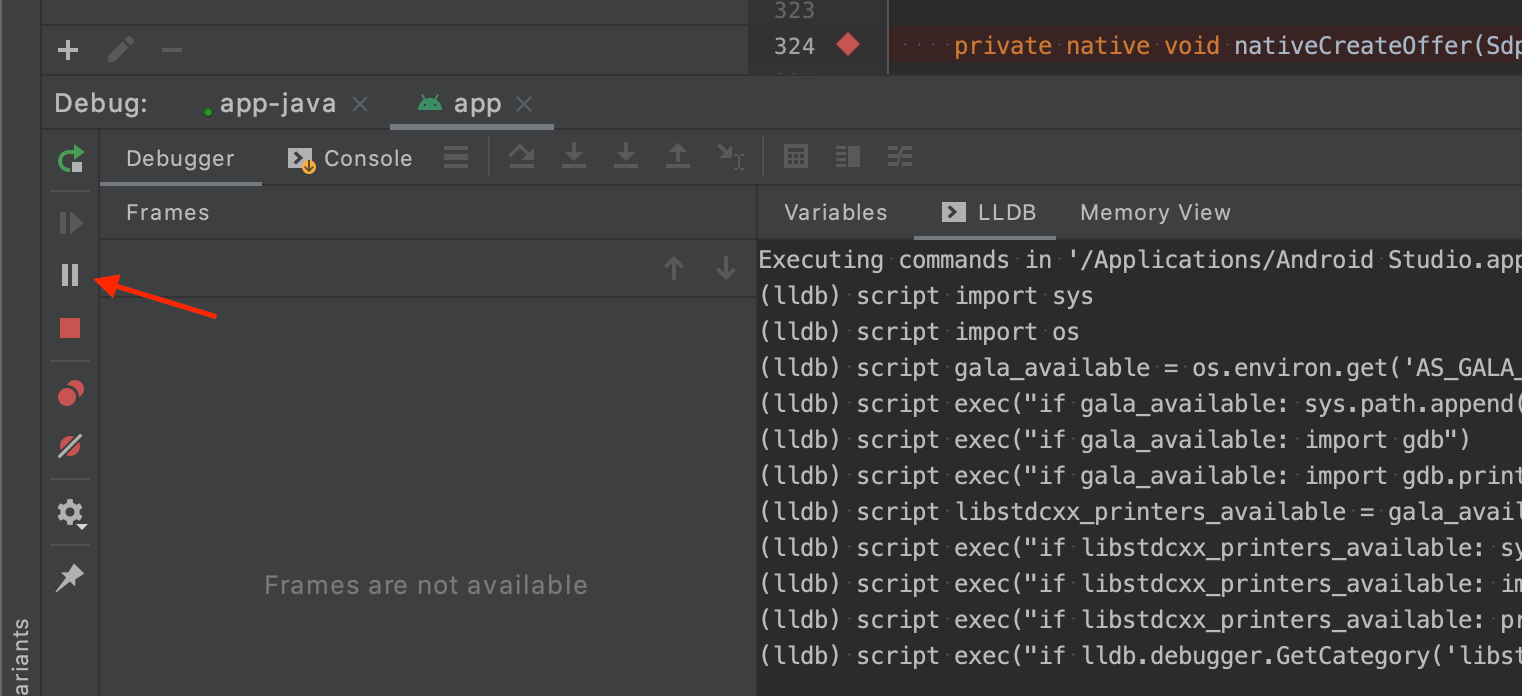 323
324 private native void nativeCreateOffer(Sdp
Debug: app-java app
Debugger Console
Frames Variables LLDB Memory View
Executing commands in '/Applications/Android Studio.app
(lldb) script import sys
(lldb) script import os
(lldb) script gala_available = os.environ.get('AS_GALA_
(lldb) script exec("if gala_available: sys.path.append(
(lldb) script exec("if gala_available: import gdb")
(lldb) script exec("if gala_available: import gdb.print
(lldb) script libstdcxx_printers_available = gala_avail
(lldb) script exec("if libstdcxx_printers_available: sy
(lldb) script exec("if libstdcxx_printers_available: im
(lldb) script exec("if libstdcxx_printers_available: pr
(lldb) script exec("if lldb.debugger.GetCategory('libst
Frames are not available
ariants